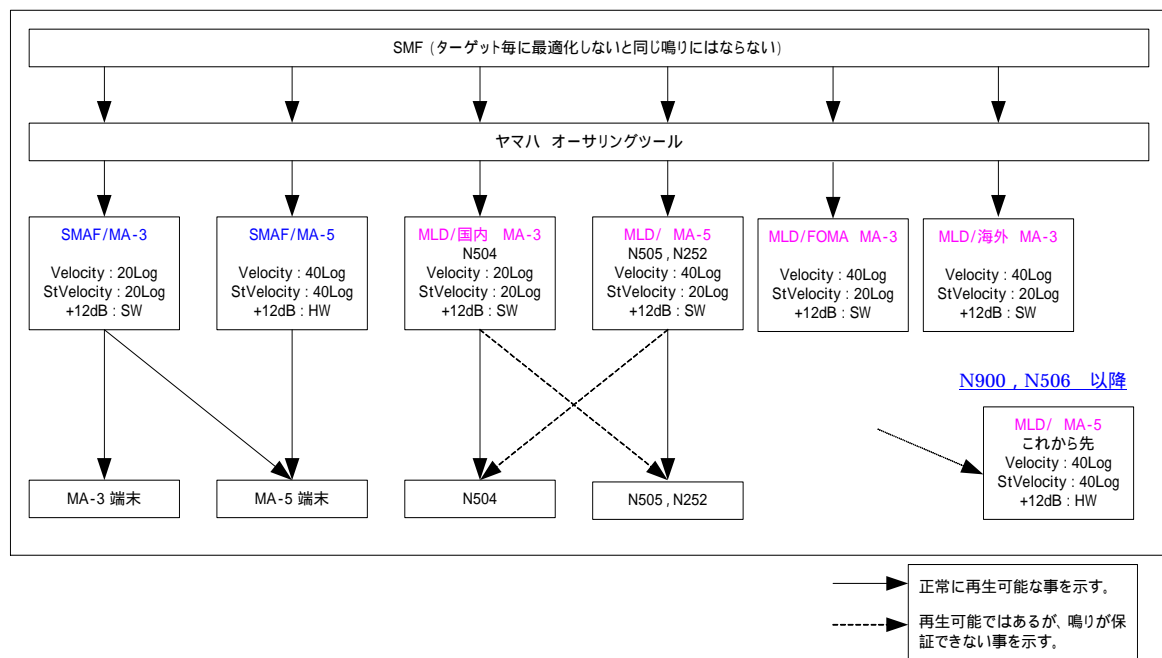 SMF (ターゲット毎に最適化しないと同じ鳴りにはならない)
ヤマハ オーサリングツール
SMAF/MA-3
Velocity : 20Log
StVelocity : 20Log
+12dB : SW
SMAF/MA-5
Velocity : 40Log
StVelocity : 40Log
+12dB : HW
MLD/国内 MA-3
N504
Velocity : 20Log
StVelocity : 20Log
+12dB : SW
MLD/ MA-5
N505 , N252
Velocity : 40Log
StVelocity : 20Log
+12dB : SW
MLD/FOMA MA-3
Velocity : 40Log
StVelocity : 20Log
+12dB : SW
MLD/海外 MA-3
Velocity : 40Log
StVelocity : 20Log
+12dB : SW
N900 , N506 以降
MLD/ MA-5
これから先
Velocity : 40Log
StVelocity : 40Log
+12dB : HW
MA-3 端末
MA-5 端末
N504
N505 , N252
正常に再生可能な事を示す。
再生可能ではあるが、鳴りが保
証できない事を示す。